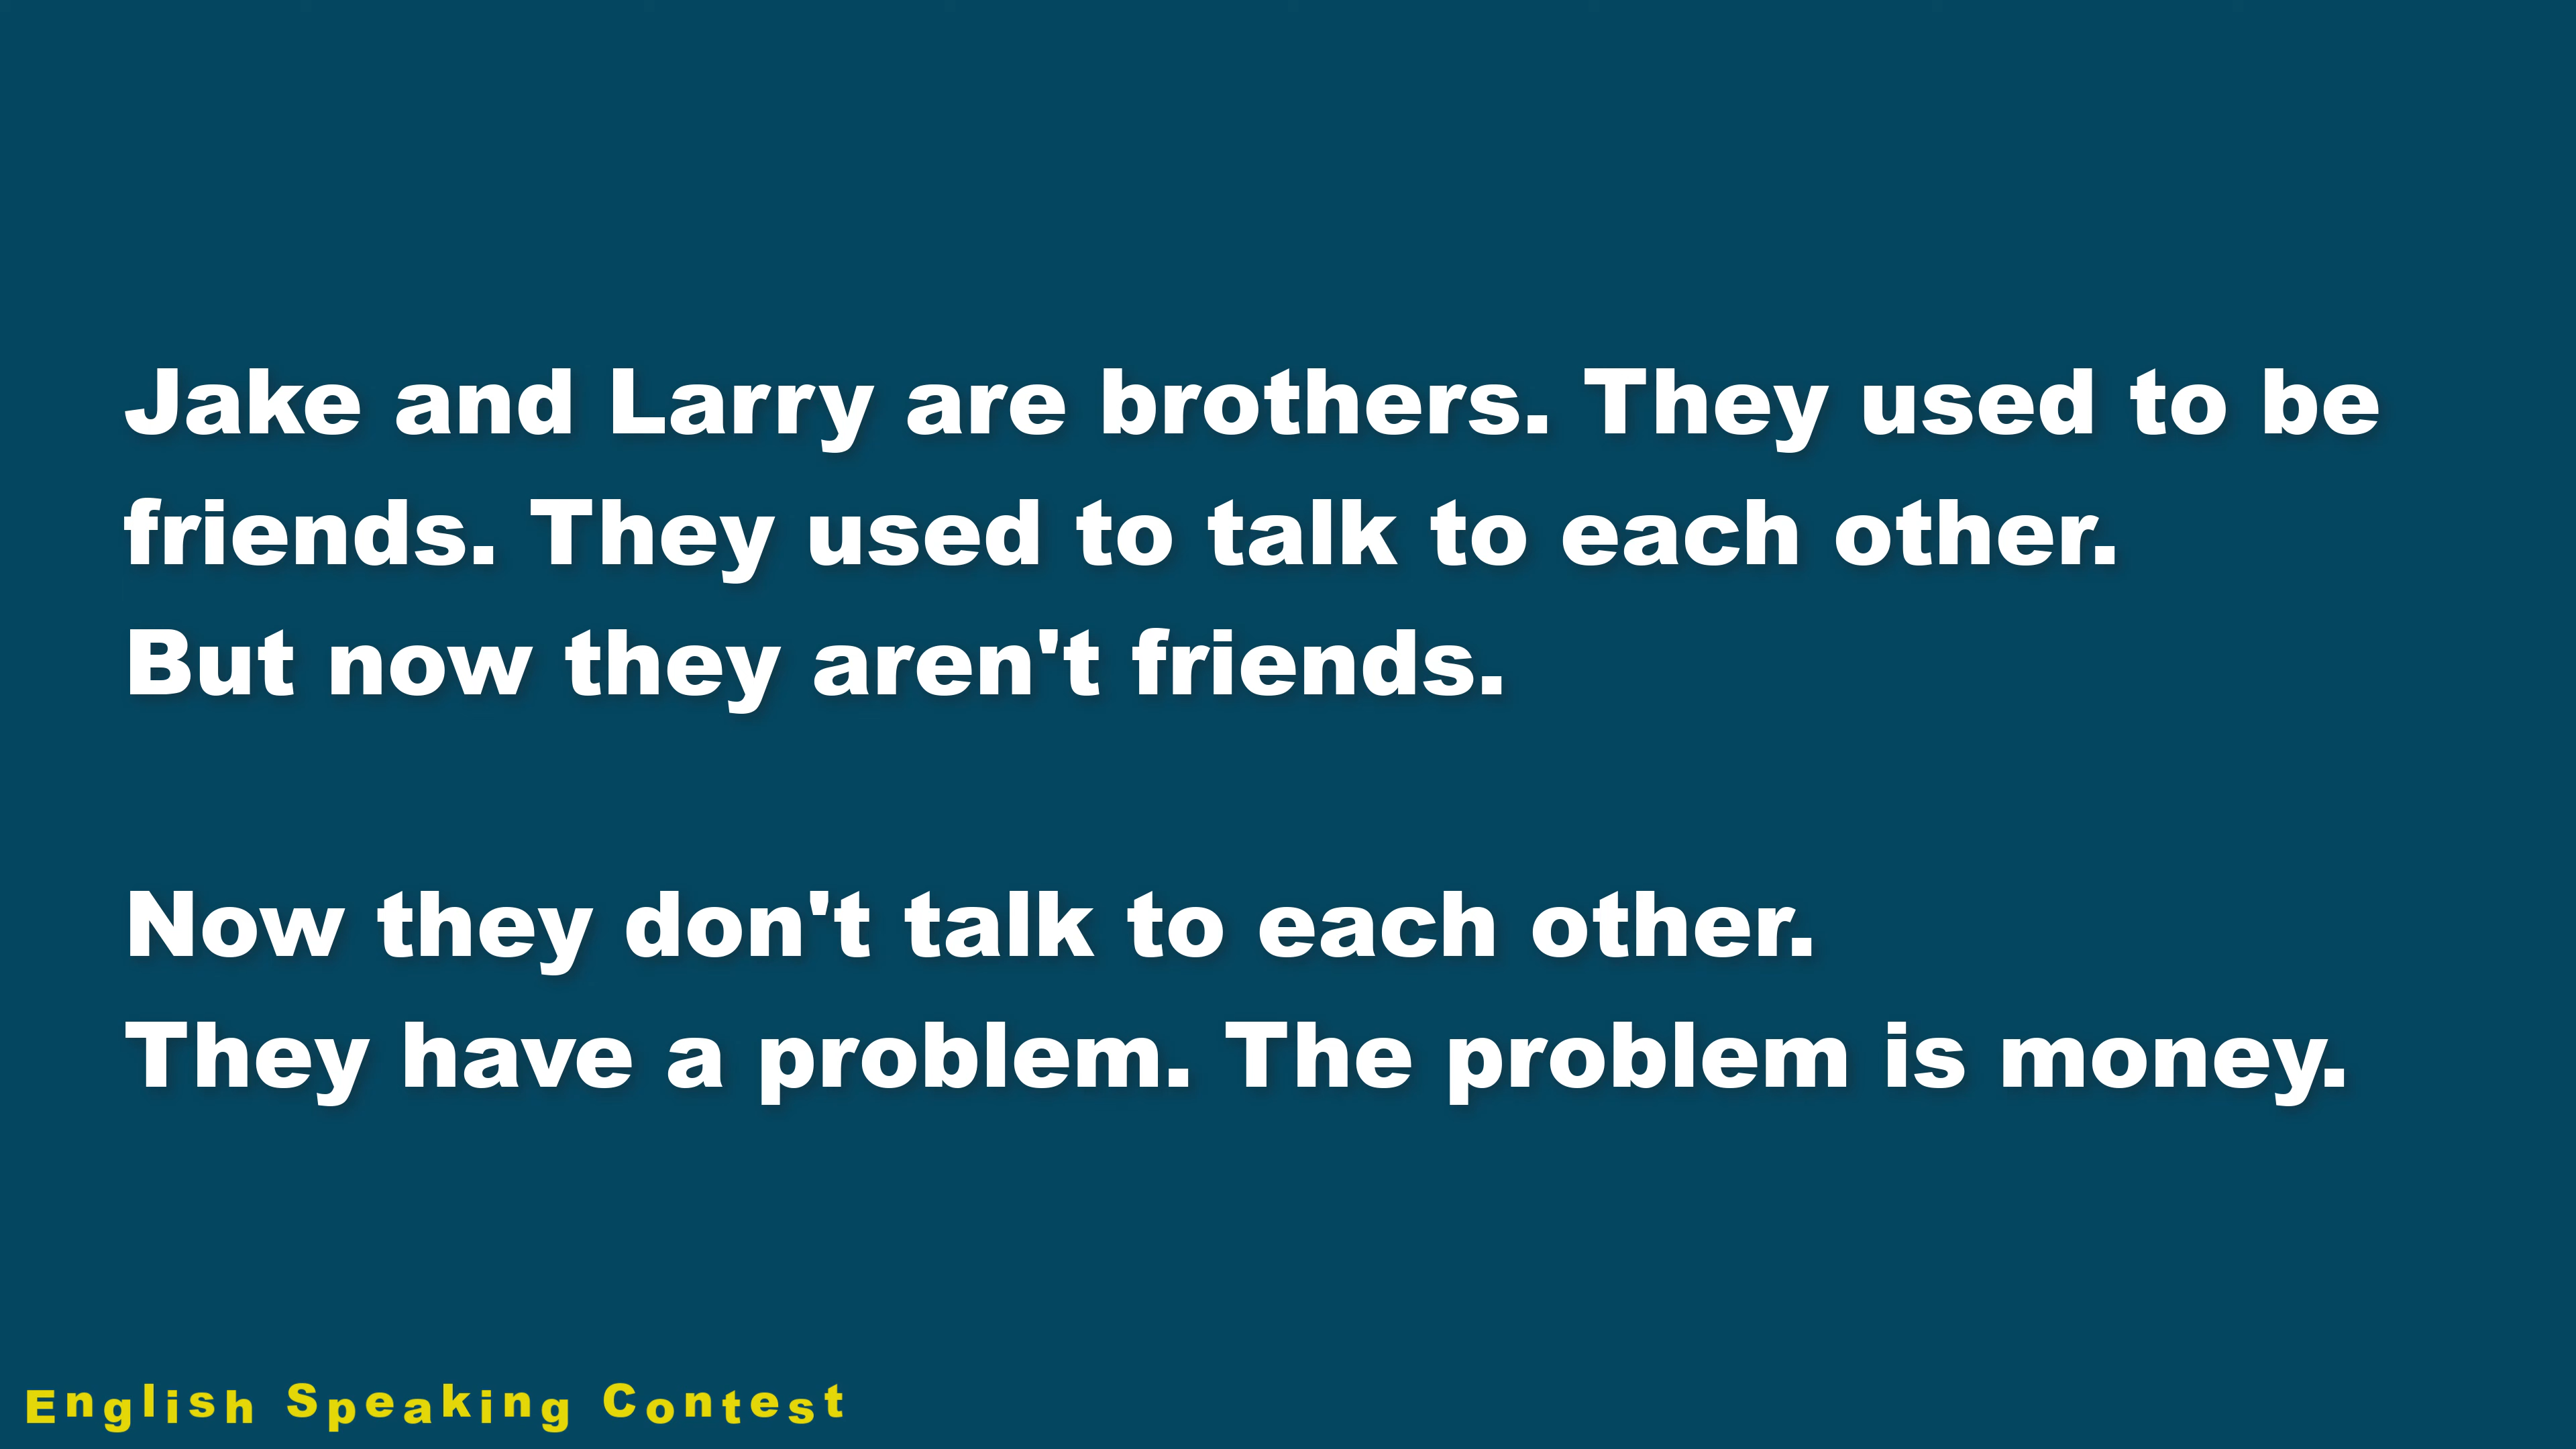 Jake and Larry are brothers. They used to be
friends. They used to talk to each other.
But now they aren't friends.
Now they don't talk to each other.
They have a problem. The problem is money.
English Speaking Contest